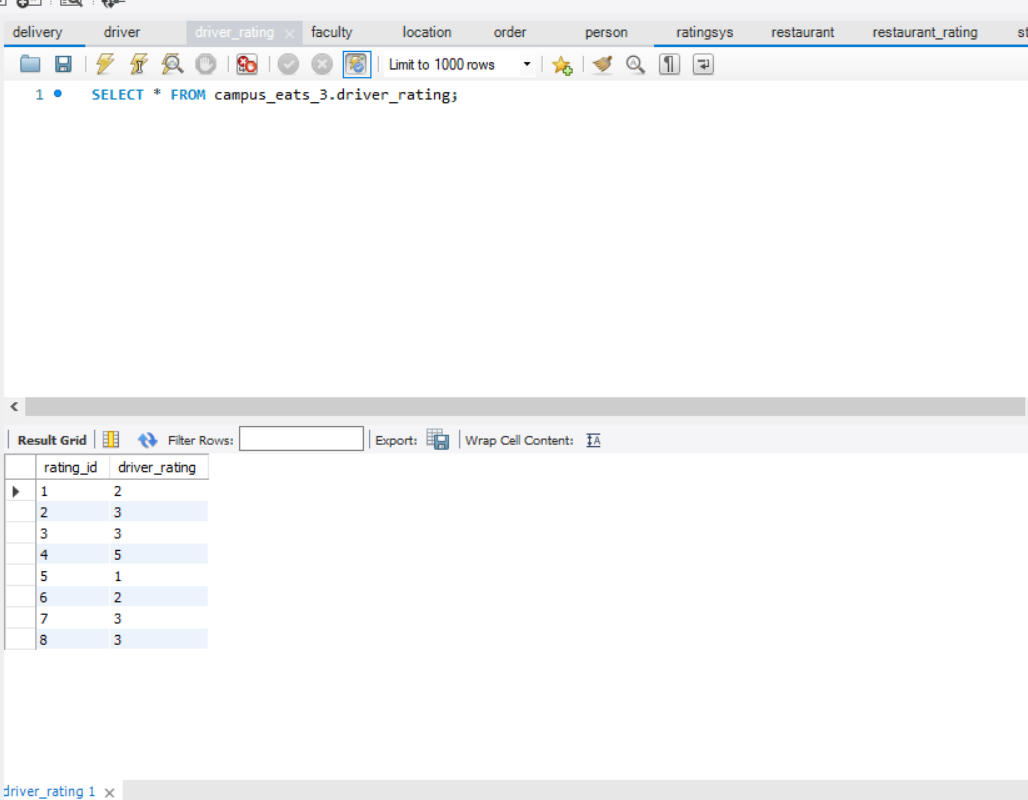 delivery driver driver_rating faculty location order person ratingsys restaurant restaurant_rating
Limit to 1000 rows
1 SELECT * FROM campus_eats_3.driver_rating;
Result Grid Filter Rows: Export: Wrap Cell Content:
rating_id driver_rating
1 2
2 3
3 3
4 5
5 1
6 2
7 3
8 3
driver_rating 1